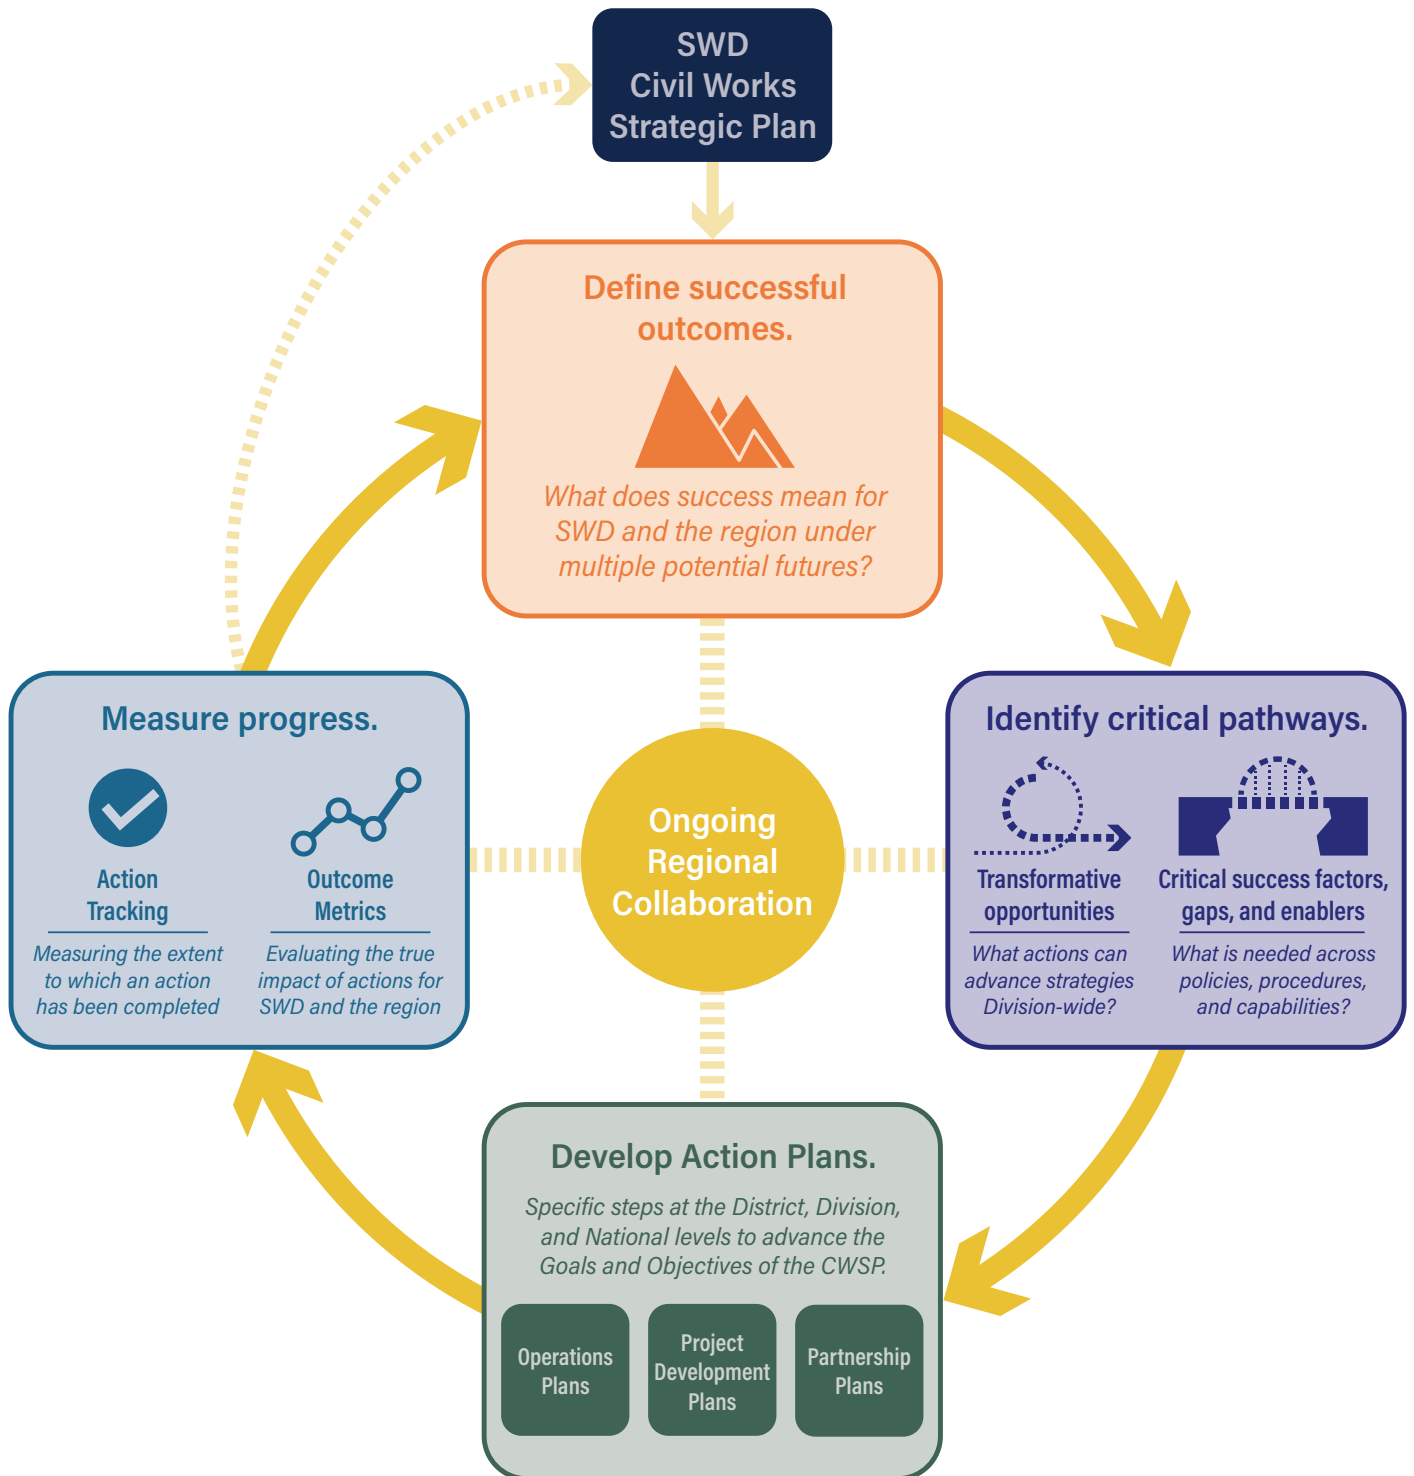 SWD
Civil Works
Strategic Plan
Define successful
outcomes.
What does success mean for
SWD and the region under
multiple potential futures?
Measure progress.
Action
Tracking
Measuring the extent
to which an action
has been completed
Outcome
Metrics
Evaluating the true
impact of actions for
SWD and the region
Ongoing
Regional
Collaboration
Identify critical pathways.
Transformative
opportunities
What actions can
advance strategies
Division-wide?
Critical success factors,
gaps, and enablers
What is needed across
policies, procedures,
and capabilities?
Develop Action Plans.
Specific steps at the District, Division,
and National levels to advance the
Goals and Objectives of the CWSP.
Operations
Plans
Project
Development
Plans
Partnership
Plans